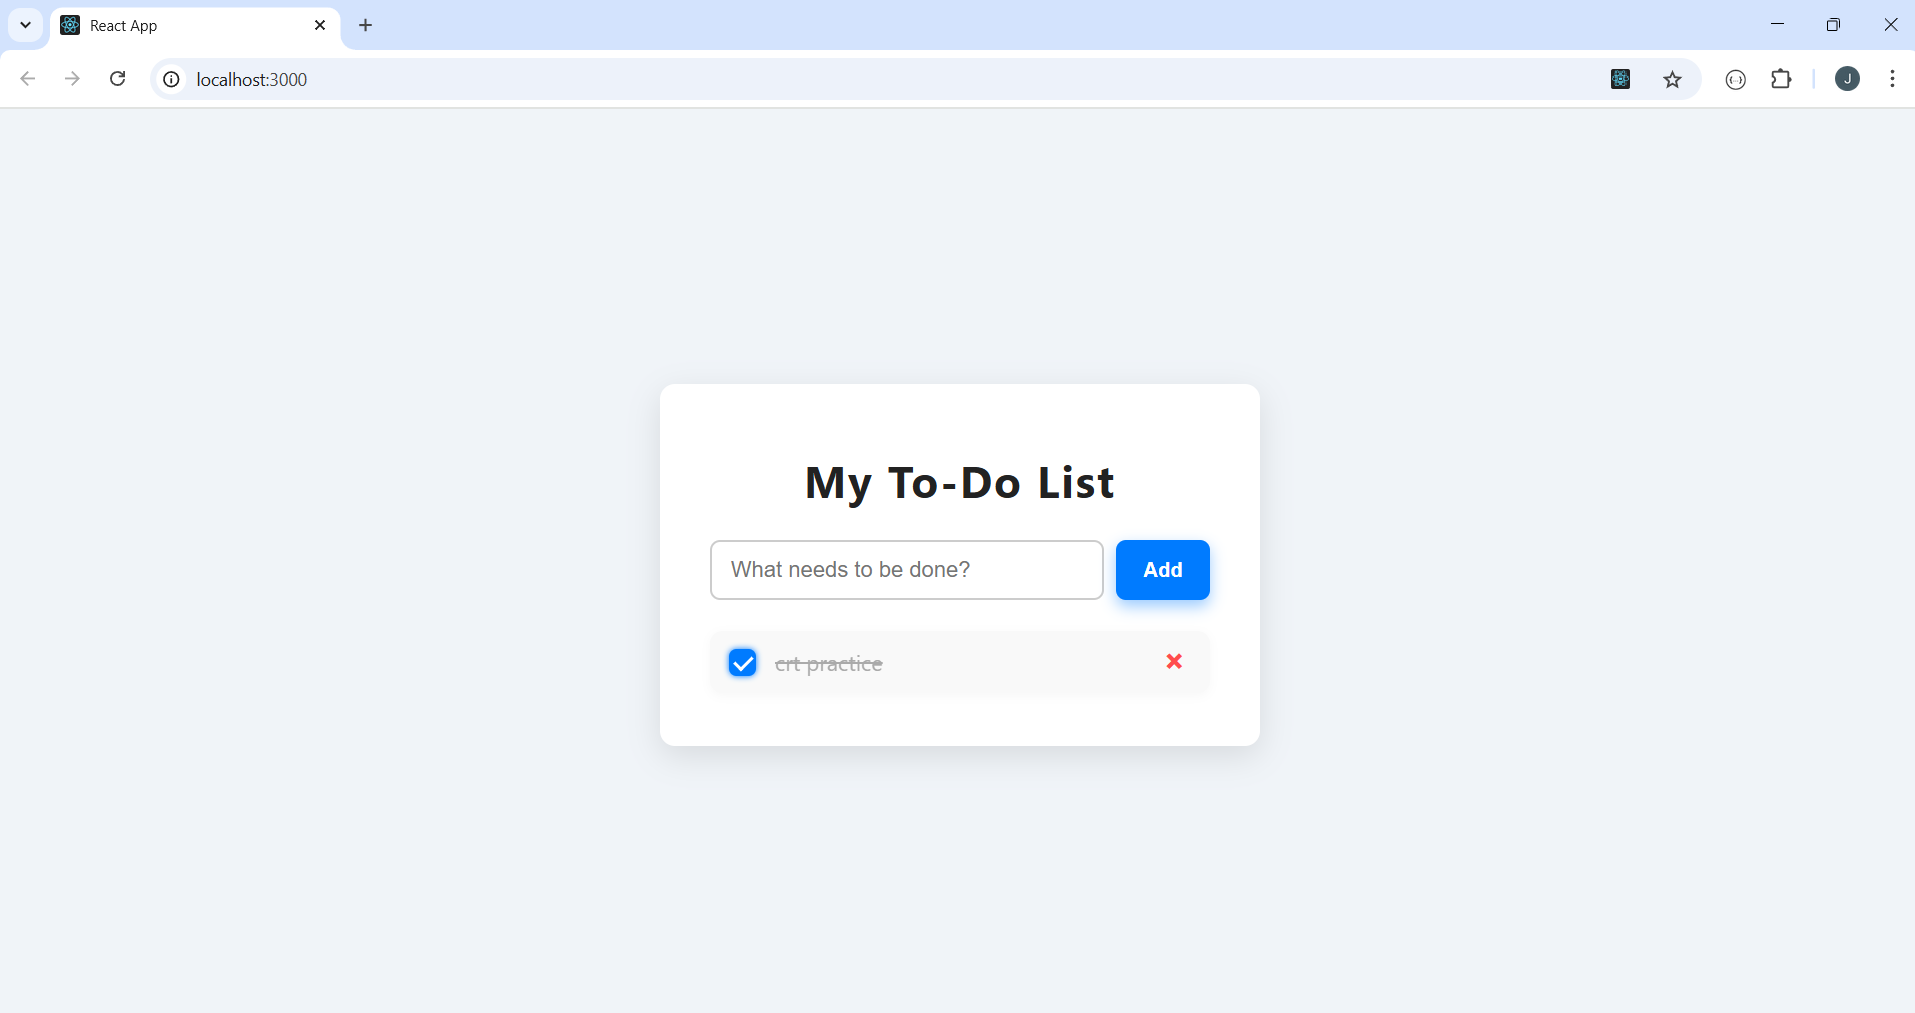 React App
localhost:3000
J
My To-Do List
What needs to be done?
Add
crt practice